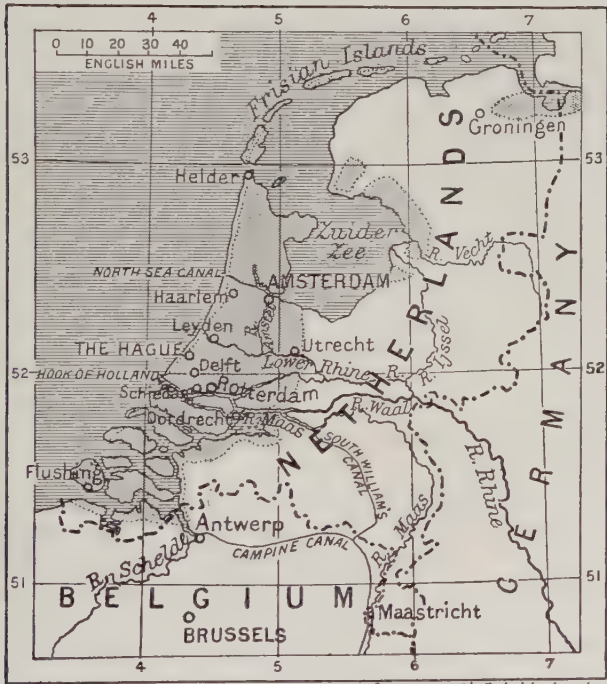 4 5 6 7
0 10 20 30 40
ENGLISH MILES
Frisian Islands
Groningen
53 53
Helder
Zuider
Zee
R. Vecht
NORTH SEA CANAL
AMSTERDAM
Haarlem
R. Amstel
Leyden
Utrecht
THE HAGUE
Lower Rhine R.
R. Ijssel
52 52
Delft
HOOK OF HOLLAND
Schiedam
Rotterdam
R. Waal
Dordrecht
R. Maas
SOUTH WILLIAM'S
CANAL
NETHERLANDS
GERMANY
R. Rhine
Flushing
R. Maas
Antwerp
CAMPINE CANAL
R. Scheldt
51 51
BELGIUM
Maastricht
BRUSSELS
4 5 6 7